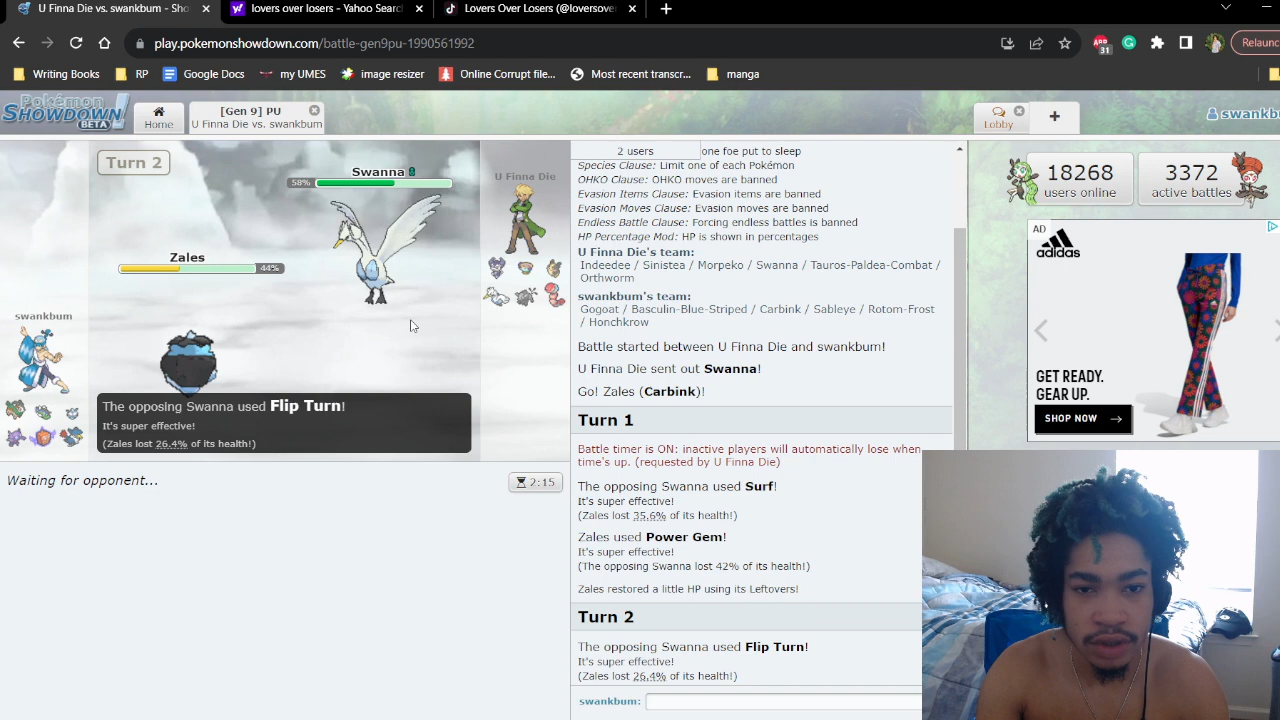 U Finna Die vs. swankbum - Sho
lovers over losers - Yahoo Searc
Lovers Over Losers (@loversove
play.pokemonshowdown.com/battle-gen9pu-1990561992
31
Relaunc
Writing Books
RP
Google Docs
my UMES
image resizer
Online Corrupt file...
Most recent transcr...
manga
Pokémon
SHOWDOWN!
BETA
Home
[Gen 9] PU
U Finna Die vs. swankbum
Lobby
swankb
Turn 2
Swanna
58%
Zales
44%
U Finna Die
swankbum
The opposing Swanna used Flip Turn!
It's super effective!
(Zales lost 26.4% of its health!)
Waiting for opponent...
2:15
2 users
one foe put to sleep
Species Clause: Limit one of each Pokémon
OHKO Clause: OHKO moves are banned
Evasion Items Clause: Evasion items are banned
Evasion Moves Clause: Evasion moves are banned
Endless Battle Clause: Forcing endless battles is banned
HP Percentage Mod: HP is shown in percentages
U Finna Die's team:
Indeedee / Sinistea / Morpeko / Swanna / Tauros-Paldea-Combat /
Orthworm
swankbum's team:
Gogoat / Basculin-Blue-Striped / Carbink / Sableye / Rotom-Frost
/ Honchkrow
Battle started between U Finna Die and swankbum!
U Finna Die sent out Swanna!
Go! Zales (Carbink)!
Turn 1
Battle timer is ON: inactive players will automatically lose when
time's up. (requested by U Finna Die)
The opposing Swanna used Surf!
It's super effective!
(Zales lost 35.6% of its health!)
Zales used Power Gem!
It's super effective!
(The opposing Swanna lost 42% of its health!)
Zales restored a little HP using its Leftovers!
Turn 2
The opposing Swanna used Flip Turn!
It's super effective!
(Zales lost 26.4% of its health!)
swankbum:
18268
users online
3372
active battles
AD
adidas
GET READY.
GEAR UP.
SHOP NOW